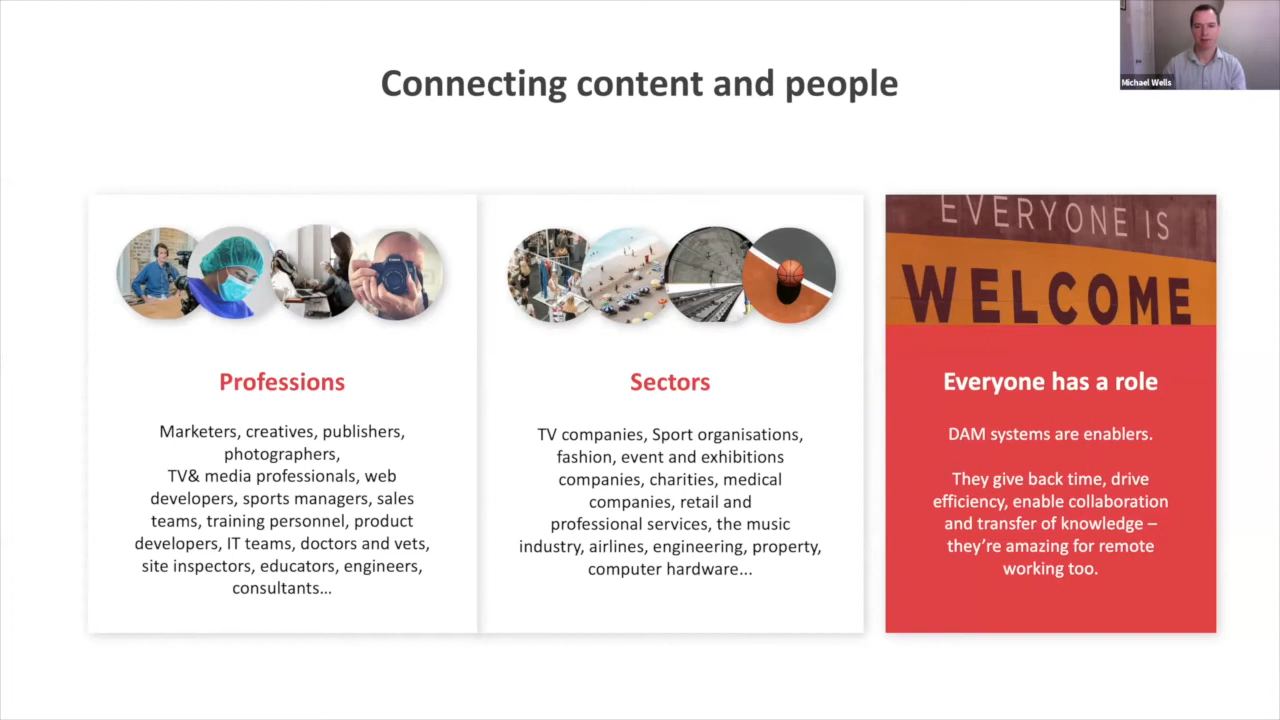 Michael Wells
Connecting content and people
Professions
Marketers, creatives, publishers,
photographers,
TV& media professionals, web
developers, sports managers, sales
teams, training personnel, product
developers, IT teams, doctors and vets,
site inspectors, educators, engineers,
consultants...
Sectors
TV companies, Sport organisations,
fashion, event and exhibitions
companies, charities, medical
companies, retail and
professional services, the music
industry, airlines, engineering, property,
computer hardware...
EVERYONE IS
WELCOME
Everyone has a role
DAM systems are enablers.
They give back time, drive
efficiency, enable collaboration
and transfer of knowledge –
they're amazing for remote
working too.